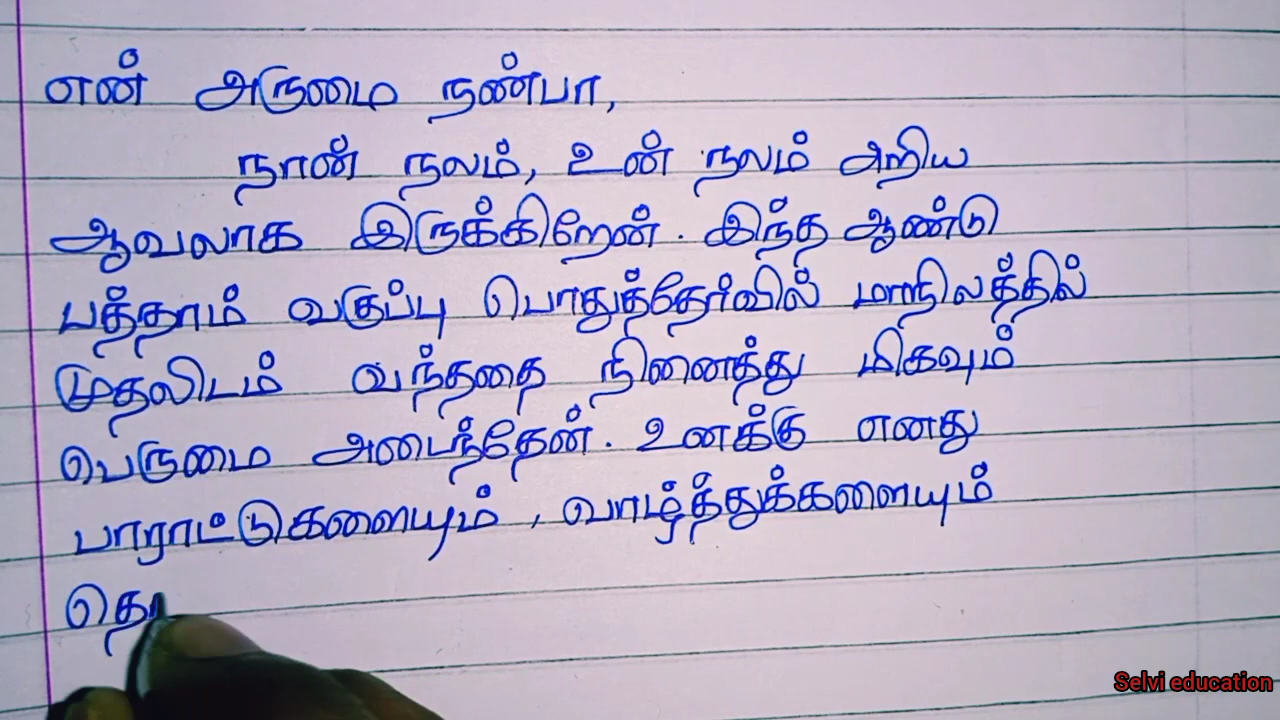 என் அருமை நண்பா,
நான் நலம், உன் நலம் அறிய
ஆவலாக இருக்கிறேன். இந்த ஆண்டு
பத்தாம் வகுப்பு பொதுத்தேர்வில் மாநிலத்தில்
முதலிடம் வந்ததை நினைத்து மிகவும்
பெருமை அடைந்தேன். உனக்கு எனது
பாராட்டுகளையும், வாழ்த்துக்களையும்
Selvi education